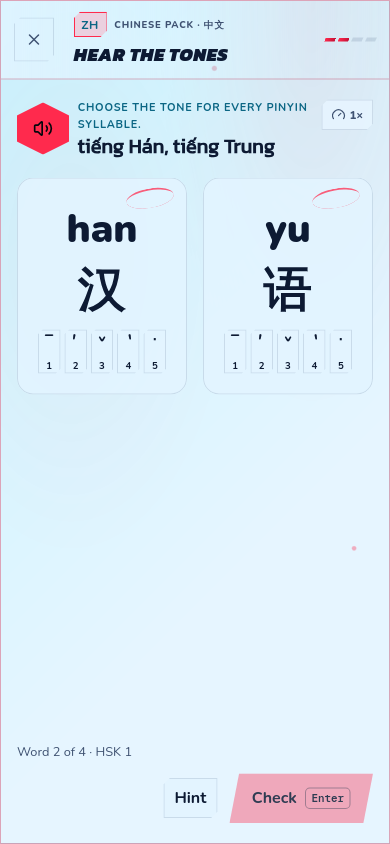 ZH CHINESE PACK · 中文
HEAR THE TONES
CHOOSE THE TONE FOR EVERY PINYIN
SYLLABLE.
1×
tiếng Hán, tiếng Trung
han
汉
ˉ ˊ ˇ ˋ ·
1 2 3 4 5
yu
语
ˉ ˊ ˇ ˋ ·
1 2 3 4 5
Word 2 of 4 · HSK 1
Hint
Check Enter